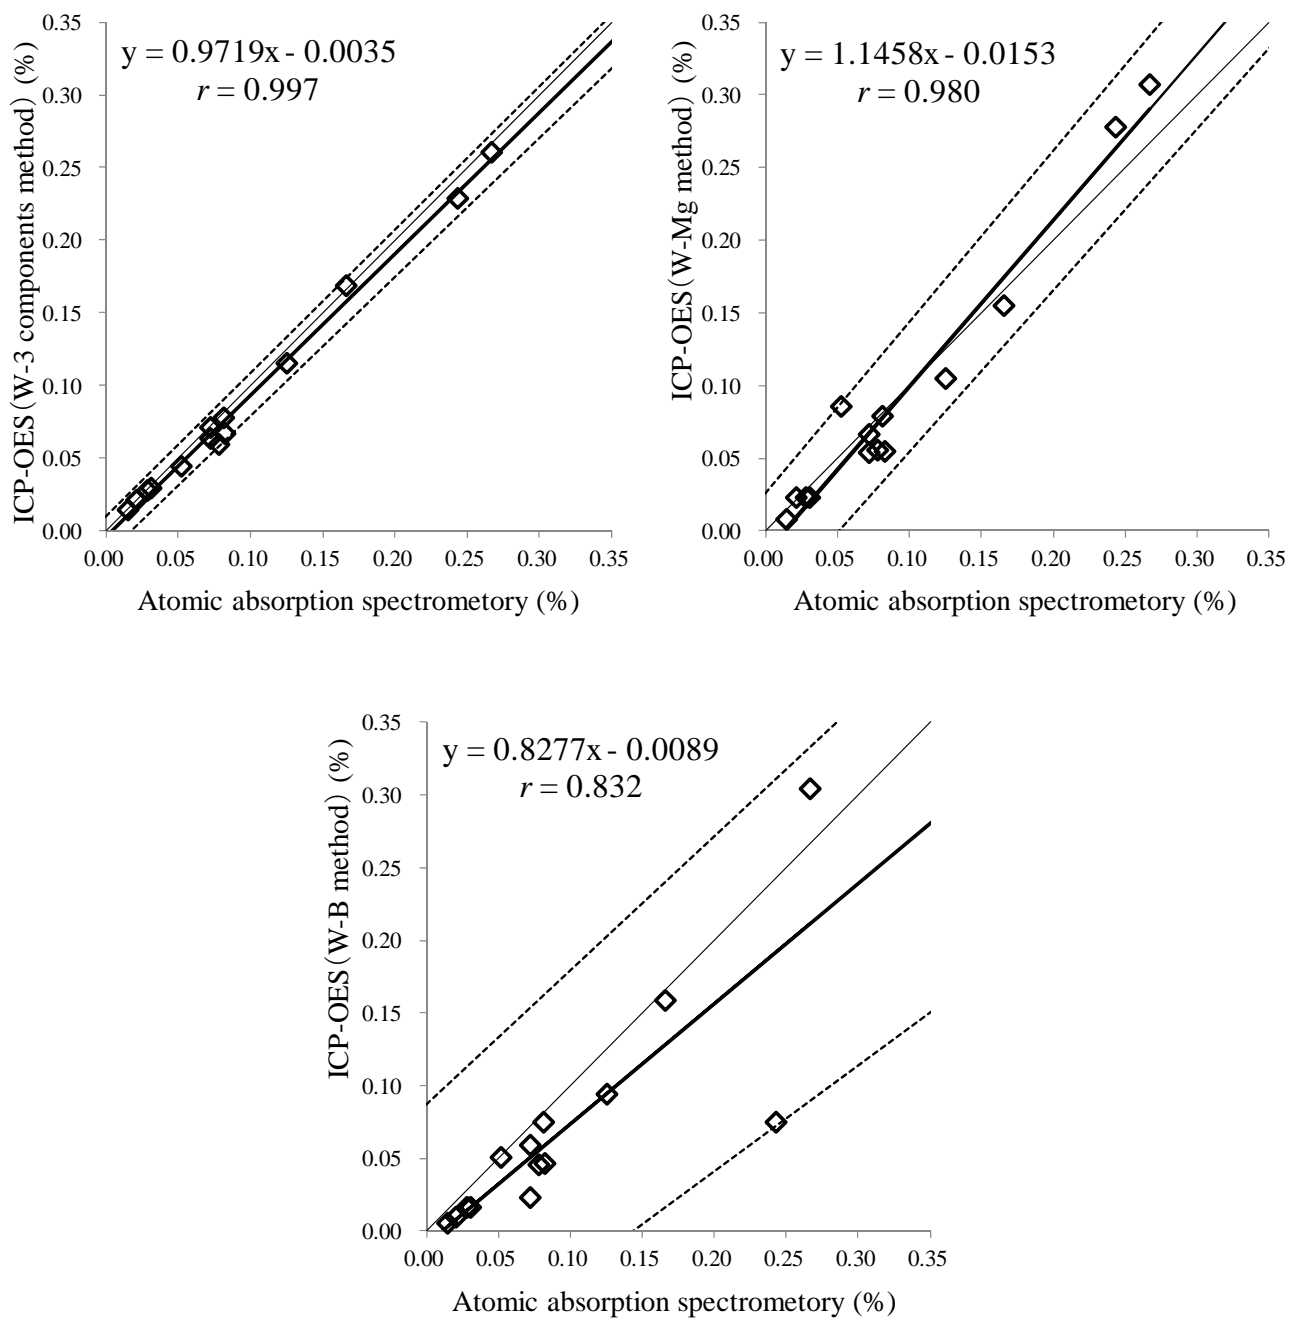 ICP-OES(W-3 components method) (%)
0.35
0.30
0.25
0.20
0.15
0.10
0.05
0.00
y = 0.9719x - 0.0035
r = 0.997
0.00 0.05 0.10 0.15 0.20 0.25 0.30 0.35
Atomic absorption spectrometory (%)
ICP-OES(W-Mg method) (%)
0.35
0.30
0.25
0.20
0.15
0.10
0.05
0.00
y = 1.1458x - 0.0153
r = 0.980
0.00 0.05 0.10 0.15 0.20 0.25 0.30 0.35
Atomic absorption spectrometory (%)
ICP-OES(W-B method) (%)
0.35
0.30
0.25
0.20
0.15
0.10
0.05
0.00
y = 0.8277x - 0.0089
r = 0.832
0.00 0.05 0.10 0.15 0.20 0.25 0.30 0.35
Atomic absorption spectrometory (%)